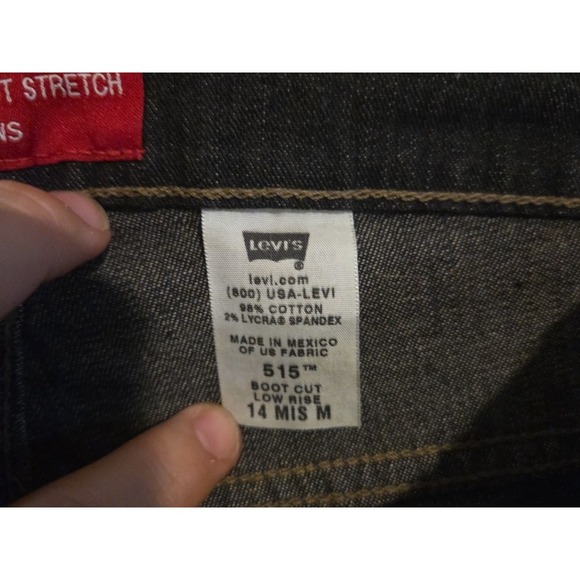 T STRETCH
NS
Levi's
®
levi.com
(800) USA-LEVI
98% COTTON
2% LYCRA® SPANDEX
MADE IN MEXICO
OF US FABRIC
515™
BOOT CUT
LOW RISE
14 MIS M